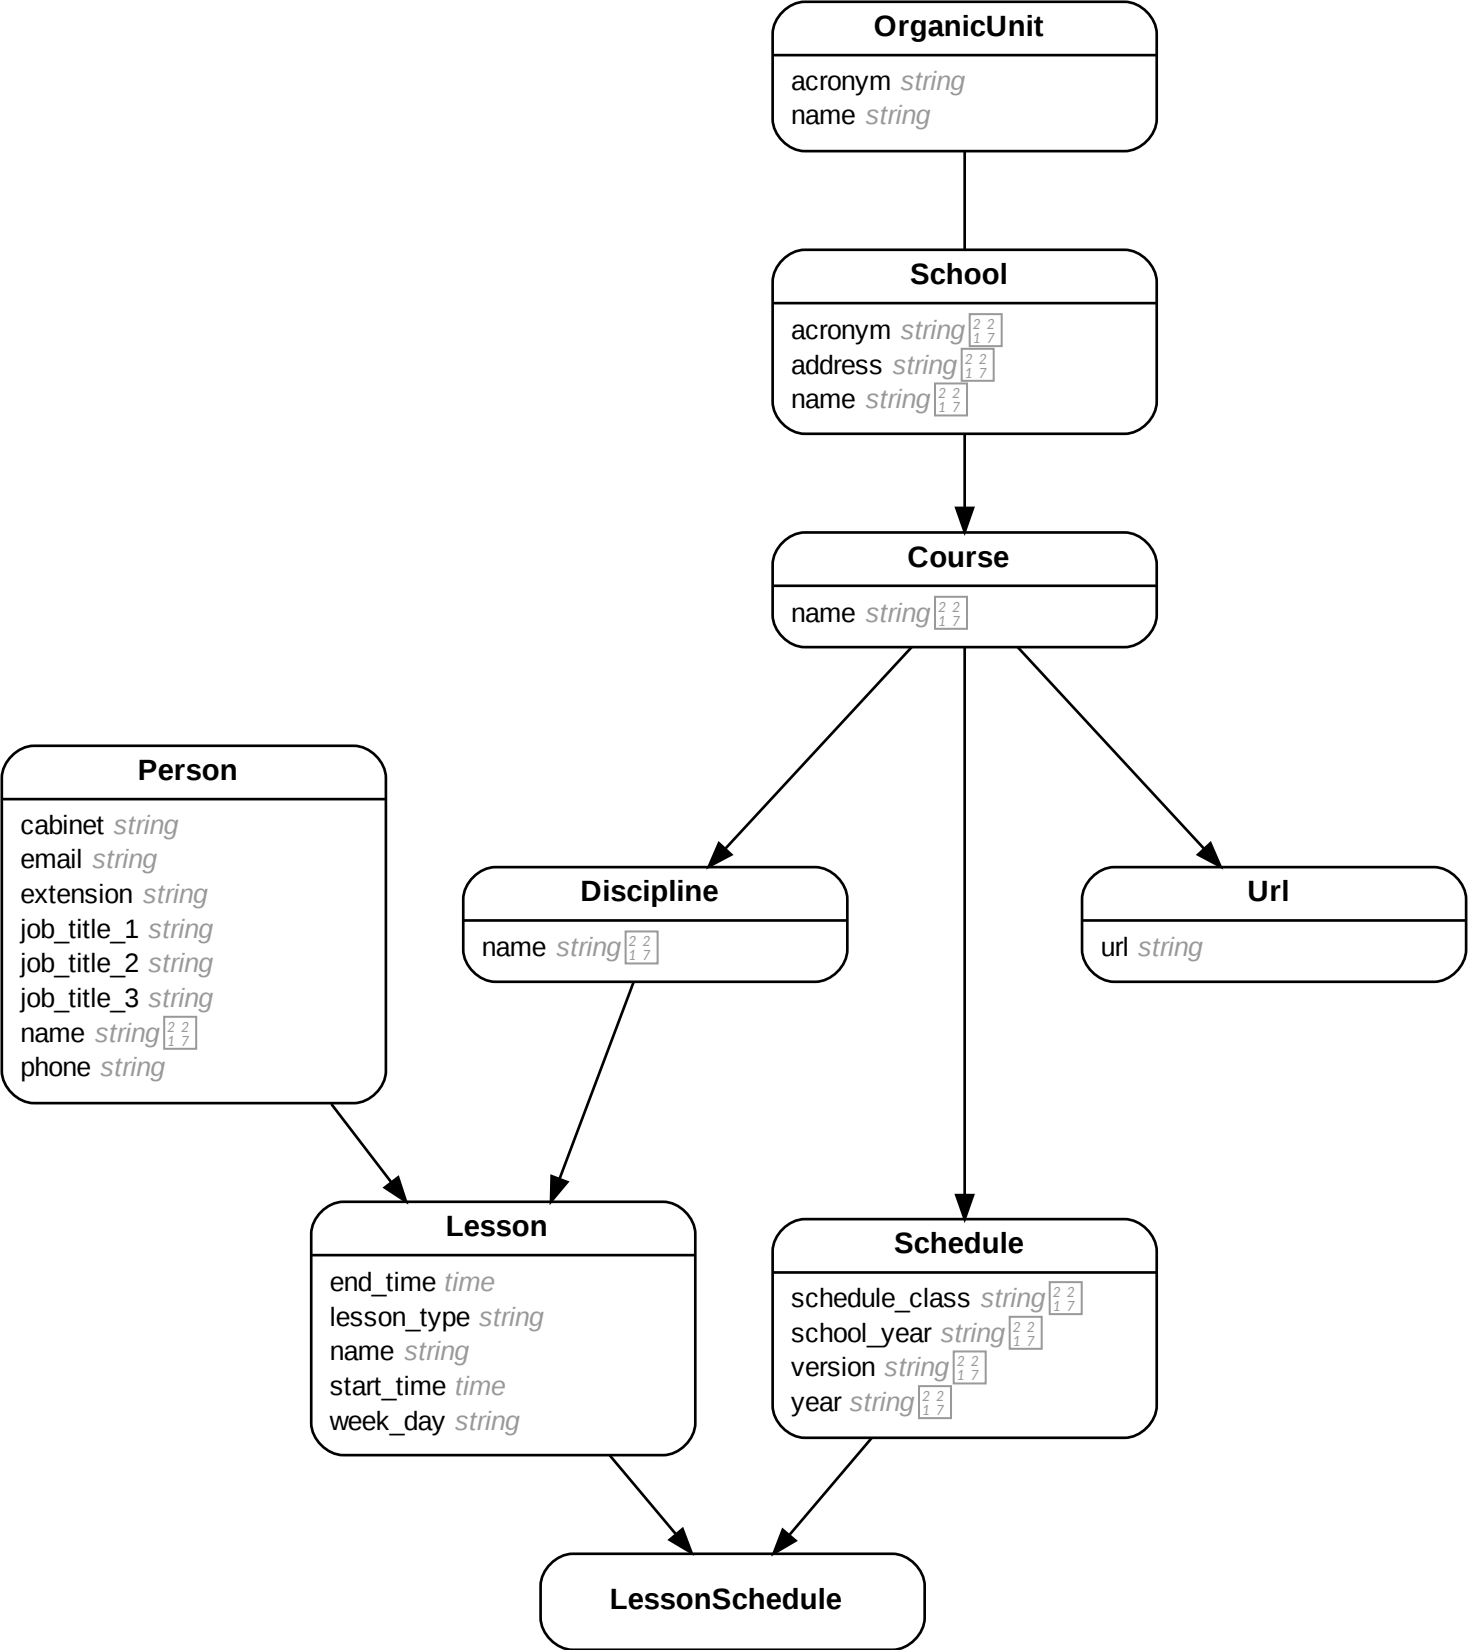 OrganicUnit
acronym string
name string
School
acronym string
address string
name string
Course
name string
Person
cabinet string
email string
extension string
job_title_1 string
job_title_2 string
job_title_3 string
name string
phone string
Discipline
name string
Url
url string
Lesson
end_time time
lesson_type string
name string
start_time time
week_day string
Schedule
schedule_class string
school_year string
version string
year string
LessonSchedule